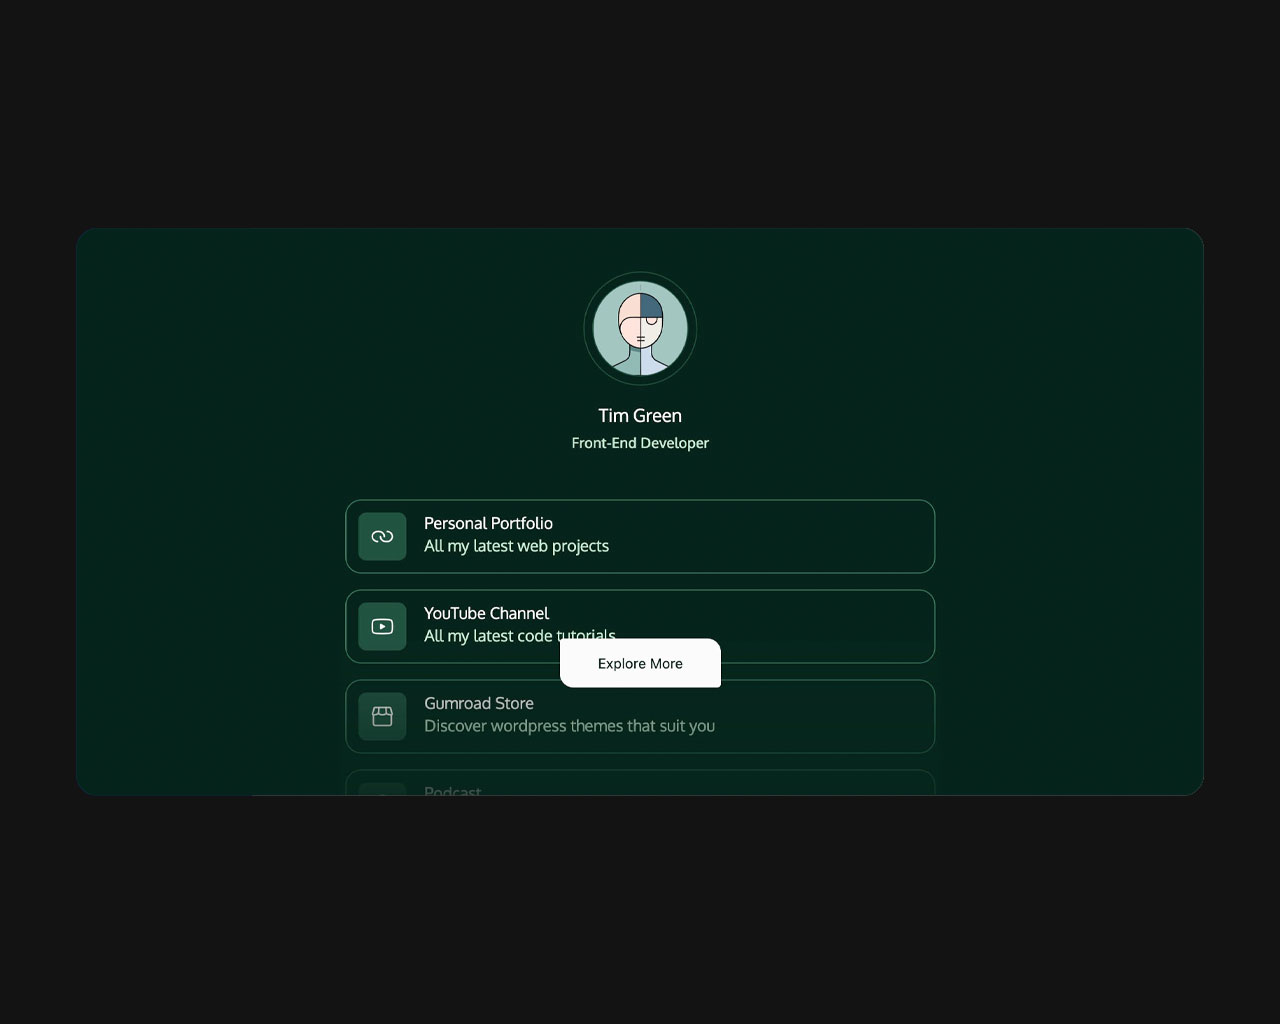 Tim Green
Front-End Developer
Personal Portfolio
All my latest web projects
YouTube Channel
All my latest code tutorials
Explore More
Gumroad Store
Discover wordpress themes that suit you
Podcast